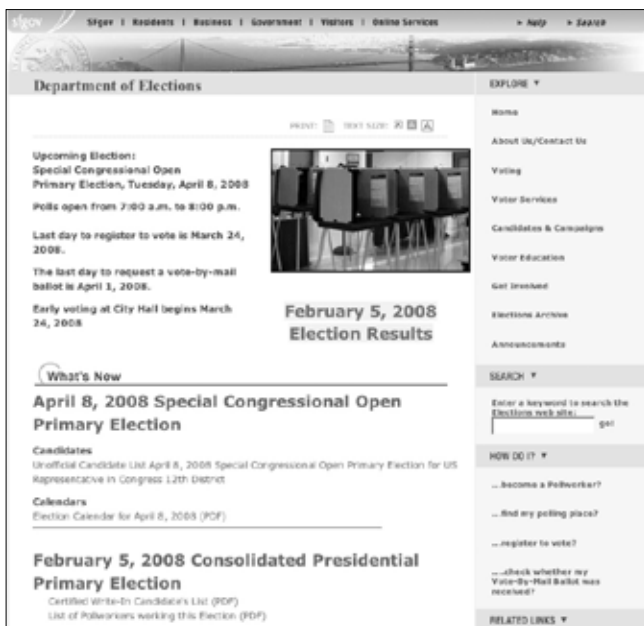 sfgov
SFgov | Residents | Business | Government | Visitors | Online Services
▸ Help ▸ Search
Department of Elections
PRINT: TEXT SIZE: A A A
Upcoming Election:
Special Congressional Open
Primary Election, Tuesday, April 8, 2008
Polls open from 7:00 a.m. to 8:00 p.m.
Last day to register to vote is March 24,
2008.
The last day to request a vote-by-mail
ballot is April 1, 2008.
Early voting at City Hall begins March
24, 2008
February 5, 2008
Election Results
What's New
April 8, 2008 Special Congressional Open
Primary Election
Candidates
Unofficial Candidate List April 8, 2008 Special Congressional Open Primary Election for US
Representative in Congress 12th District
Calendars
Election Calendar for April 8, 2008 (PDF)
February 5, 2008 Consolidated Presidential
Primary Election
Certified Write-In Candidate's List (PDF)
List of Pollworkers working this Election (PDF)
EXPLORE ▼
Home
About Us/Contact Us
Voting
Voter Services
Candidates & Campaigns
Voter Education
Get Involved
Elections Archive
Announcements
SEARCH ▼
Enter a keyword to search the
Elections web site:
go!
HOW DO I? ▼
...become a Pollworker?
...find my polling place?
...register to vote?
....check whether my
Vote-By-Mail Ballot was
received?
RELATED LINKS ▼